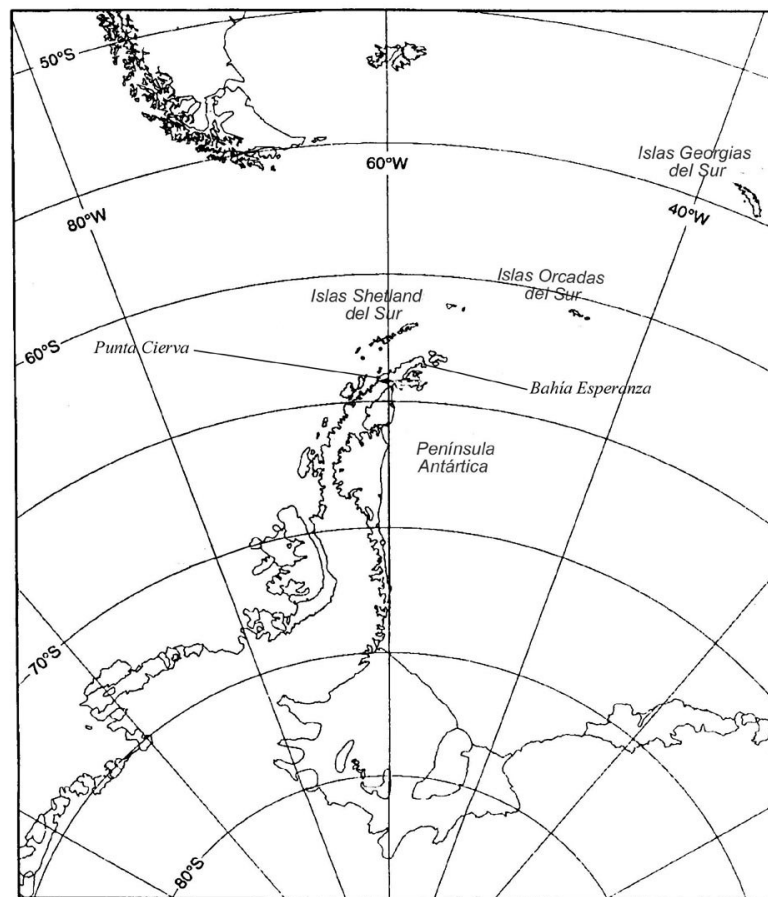 50°S
60°W
Islas Georgias
del Sur
80°W
40°W
Islas Orcadas
del Sur
Islas Shetland
del Sur
60°S
Punta Cierva
Bahía Esperanza
Península
Antártica
70°S
80°S